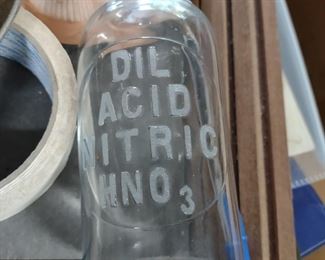 DIL
ACID
NITRIC
HNO3